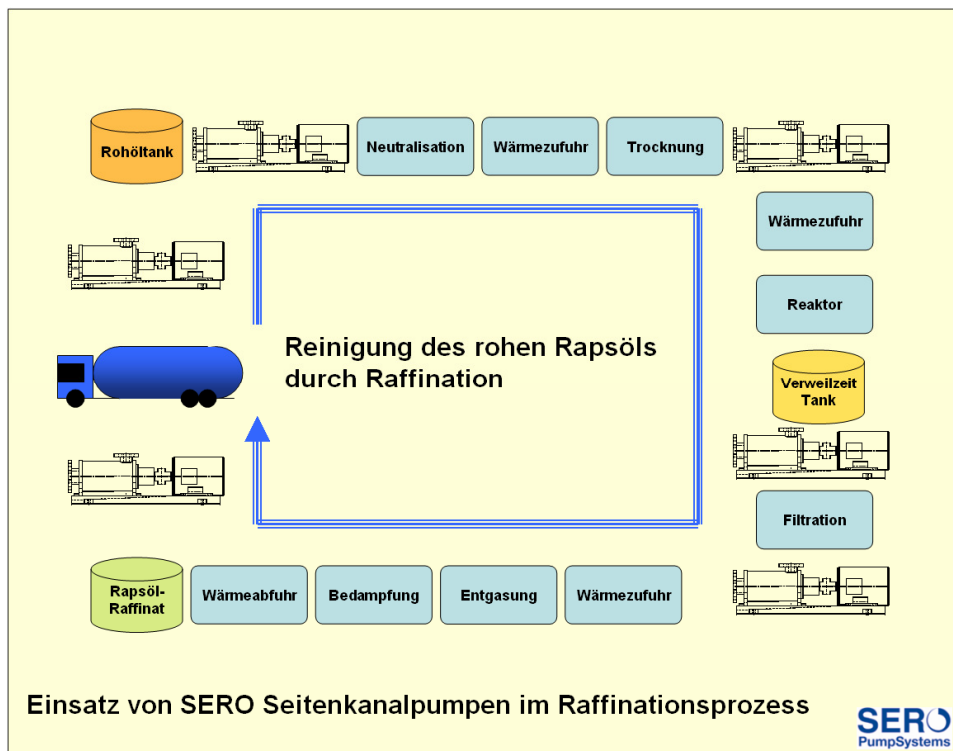 Rohöltank
Neutralisation
Wärmezufuhr
Trocknung
Wärmezufuhr
Reaktor
Reinigung des rohen Rapsöls
durch Raffination
Verweilzeit
Tank
Filtration
Rapsöl-
Raffinat
Wärmeabfuhr
Bedampfung
Entgasung
Wärmezufuhr
Einsatz von SERO Seitenkanalpumpen im Raffinationsprozess
SERO
PumpSystems